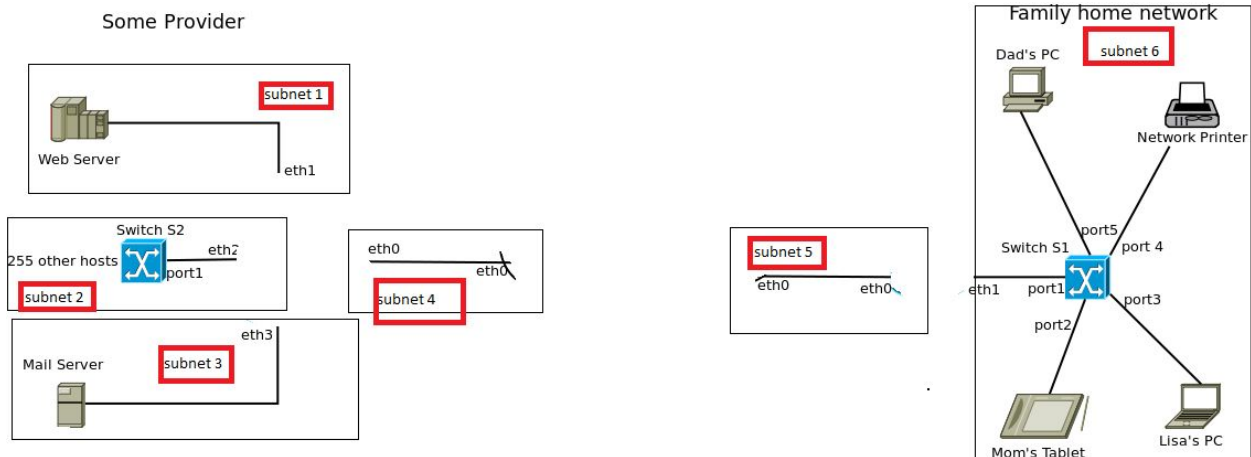 Some Provider
subnet 1
Web Server
eth1
Switch S2
255 other hosts
eth2
port1
subnet 2
eth3
Mail Server
subnet 3
eth0
eth0
subnet 4
subnet 5
eth0
eth0
Family home network
subnet 6
Dad's PC
Network Printer
port5
Switch S1
port 4
eth1
port1
port3
port2
Mom's Tablet
Lisa's PC